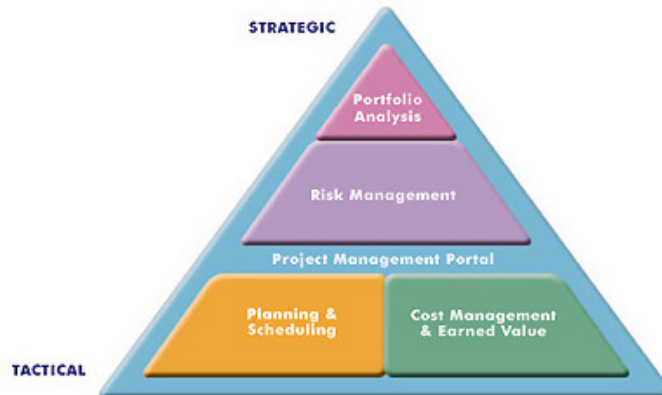 STRATEGIC
Portfolio
Analysis
Risk Management
Project Management Portal
Planning &
Scheduling
Cost Management
& Earned Value
TACTICAL